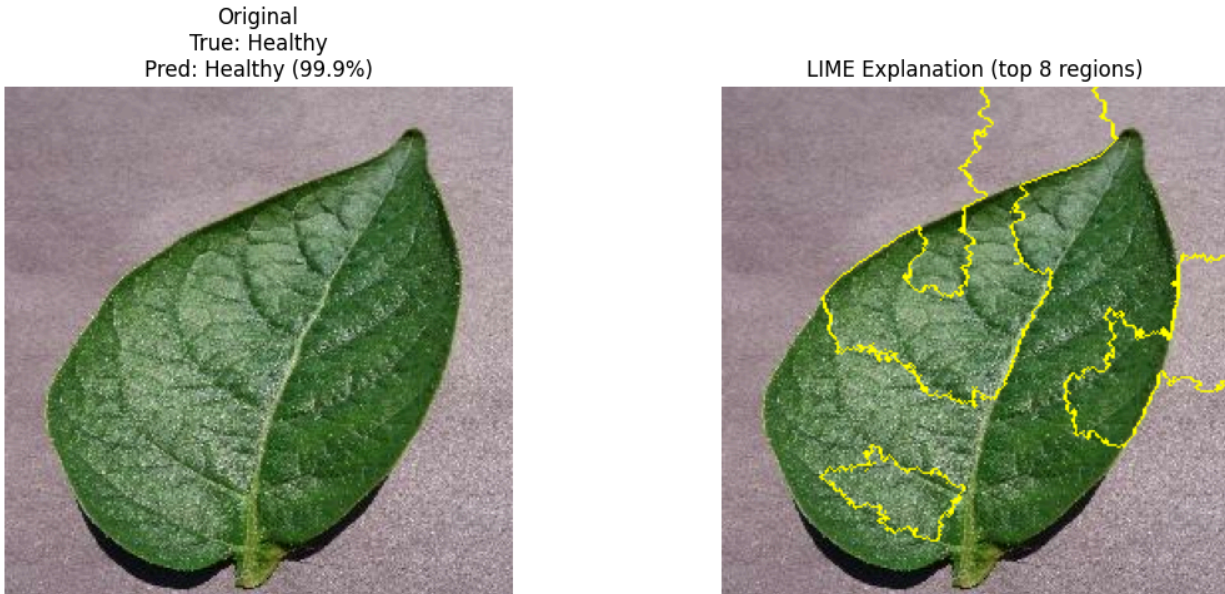 Original
True: Healthy
Pred: Healthy (99.9%)
LIME Explanation (top 8 regions)